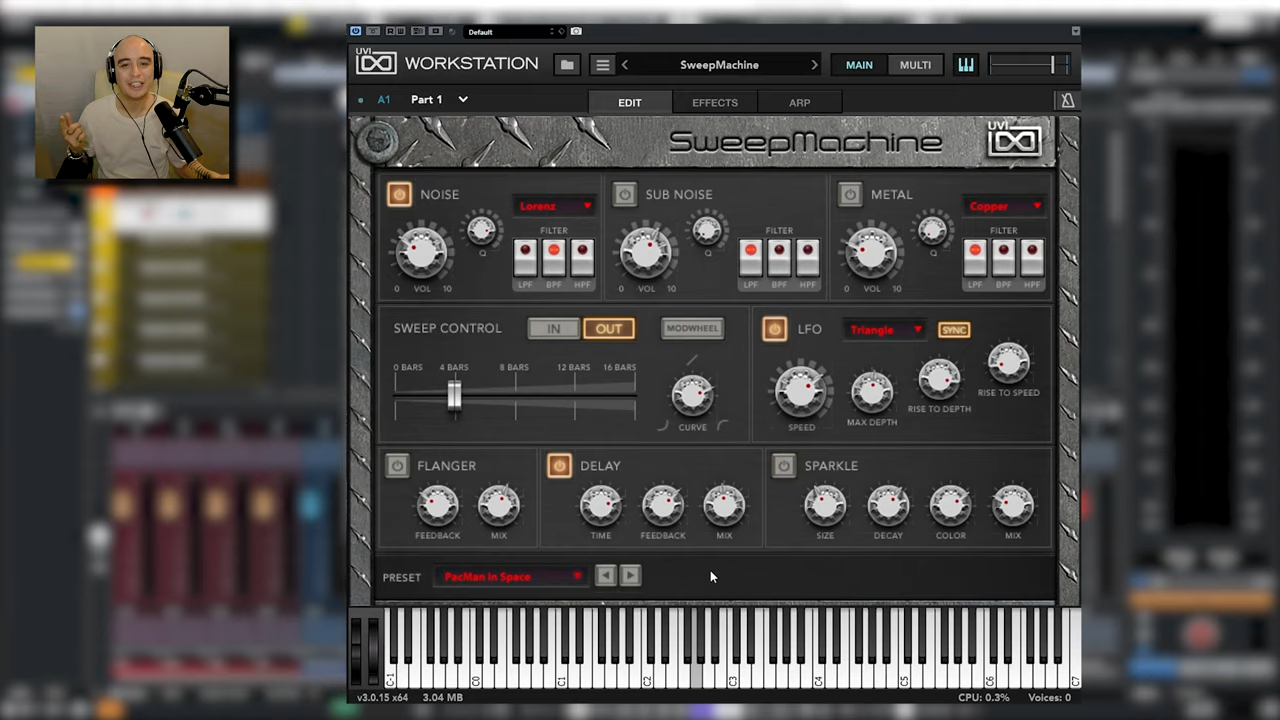 Default
UVI WORKSTATION
SweepMachine
MAIN MULTI
A1 Part 1
EDIT EFFECTS ARP
SweepMachine
UVI
NOISE
Lorenz
FILTER
Q
0 VOL 10
LPF BPF HPF
SUB NOISE
FILTER
Q
0 VOL 10
LPF BPF HPF
METAL
Copper
FILTER
Q
0 VOL 10
LPF BPF HPF
SWEEP CONTROL
IN OUT
MODWHEEL
0 BARS 4 BARS 8 BARS 12 BARS 16 BARS
CURVE
LFO
Triangle
SYNC
SPEED
MAX DEPTH
RISE TO DEPTH
RISE TO SPEED
FLANGER
FEEDBACK MIX
DELAY
TIME FEEDBACK MIX
SPARKLE
SIZE DECAY COLOR MIX
PRESET
PacMan in Space
C-1 C0 C1 C2 C3 C4 C5 C6 C7
v3.0.15 x64 3.04 MB CPU: 0.3% Voices: 0